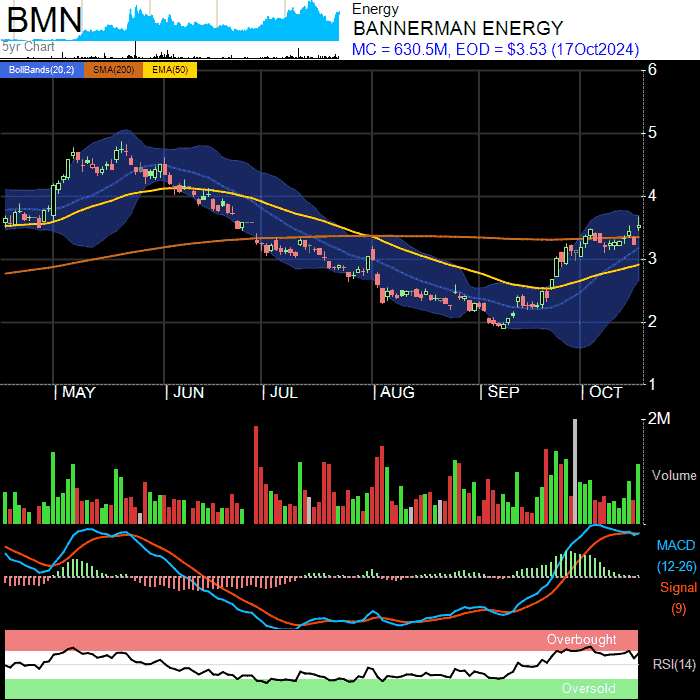 BMN
5yr Chart
Energy
BANNERMAN ENERGY
MC = 630.5M, EOD = $3.53 (17Oct2024)
BollBands(20,2) SMA(200) EMA(50)
6
5
4
3
2
1
| MAY | JUN | JUL | AUG | SEP | OCT
2M
Volume
MACD
(12-26)
Signal
(9)
Overbought
RSI(14)
Oversold